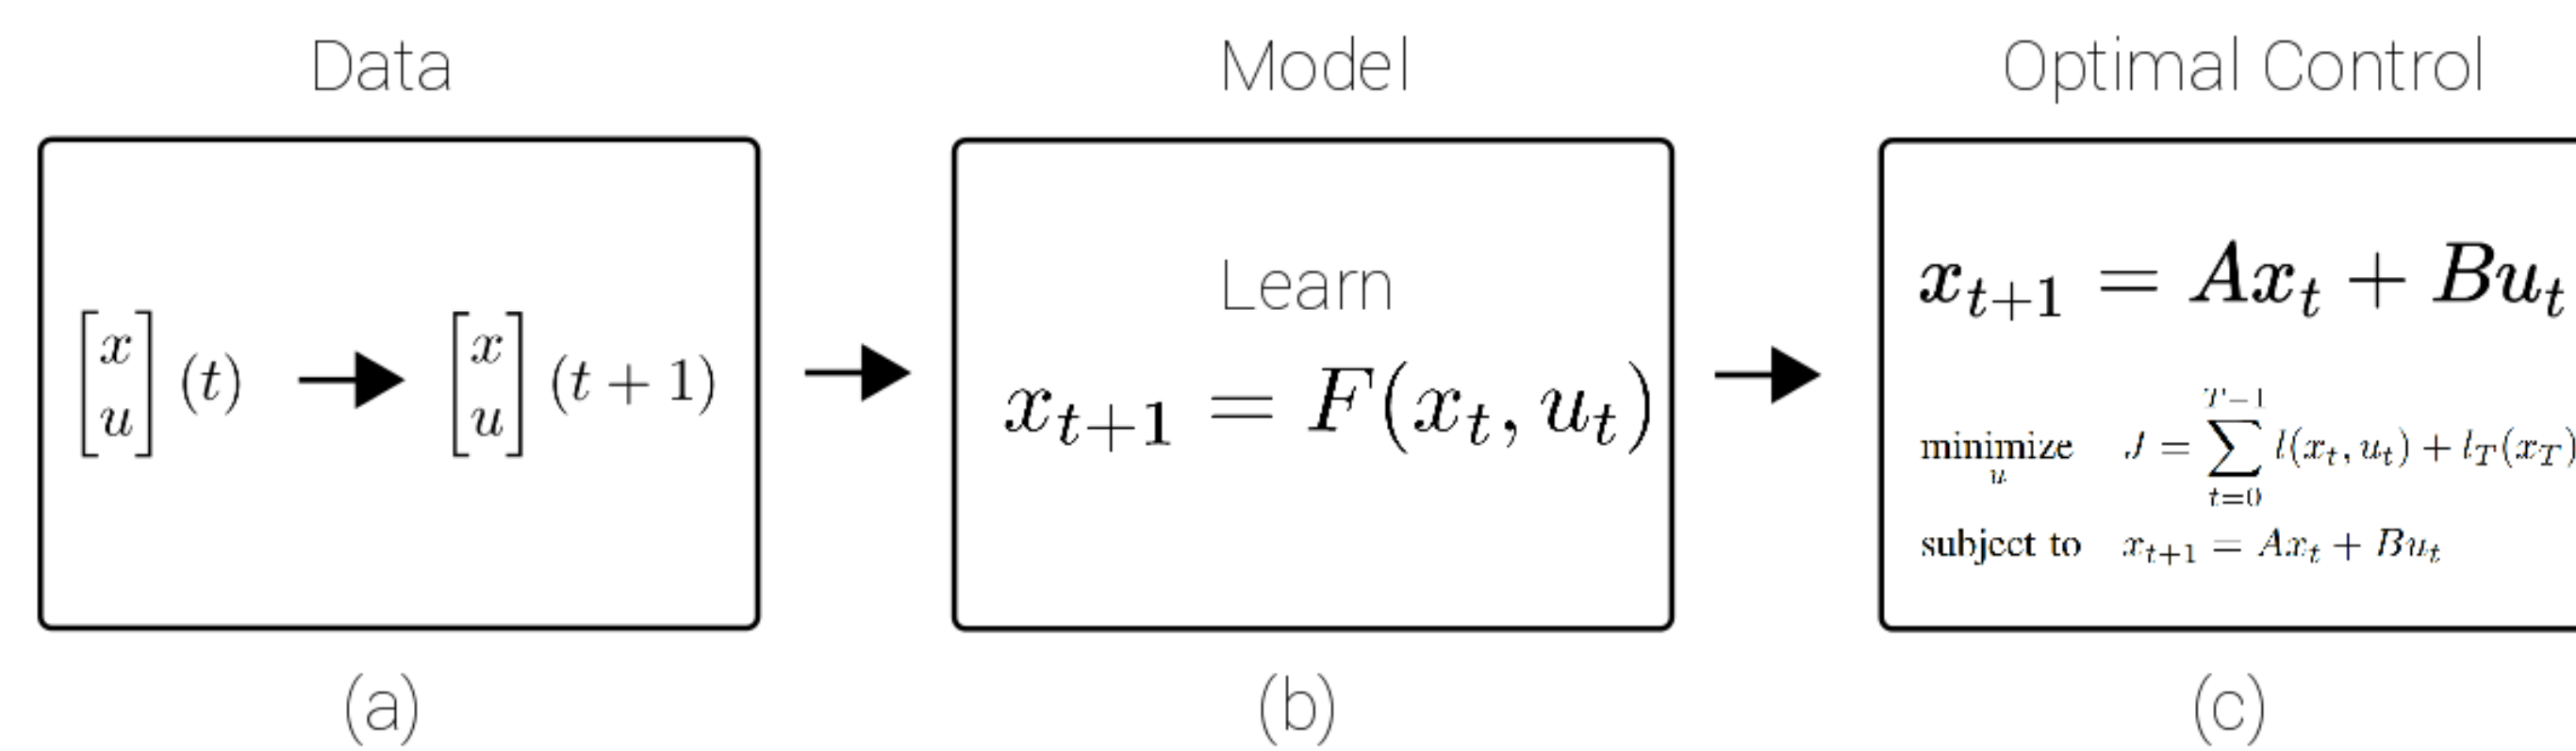 Data
[x u] (t) → [x u] (t + 1)
(a)
Model
Learn
x_{t+1} = F(x_t, u_t)
(b)
Optimal Control
x_{t+1} = Ax_t + Bu_t
minimize_u J = \sum_{t=0}^{T-1} l(x_t, u_t) + l_T(x_T)
subject to x_{t+1} = Ax_t + Bu_t
(c)